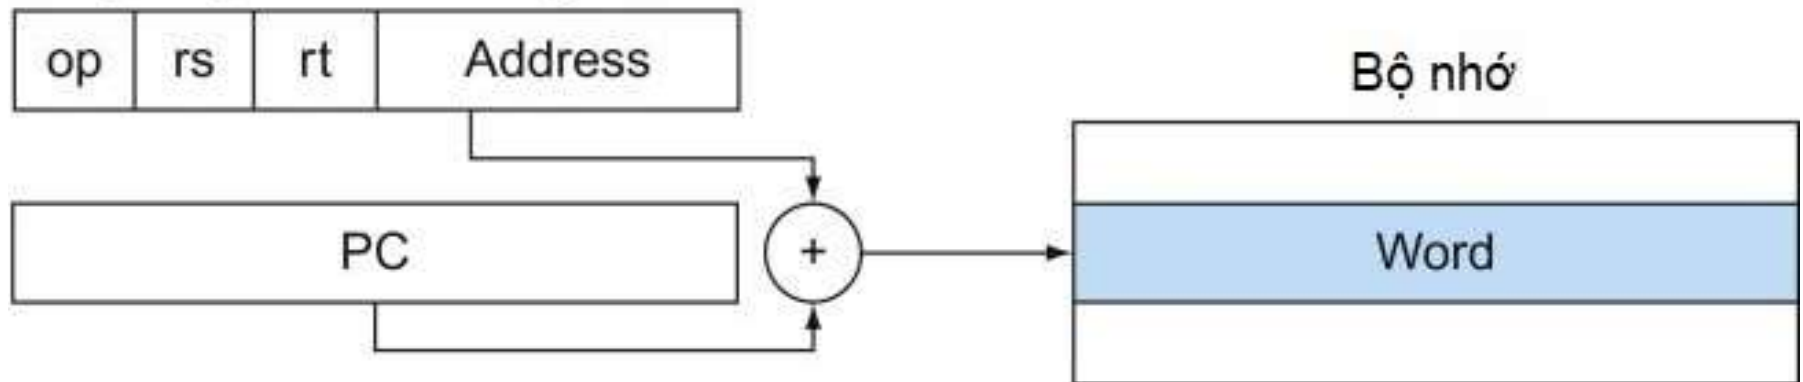 op rs rt Address
Bộ nhớ
PC + Word